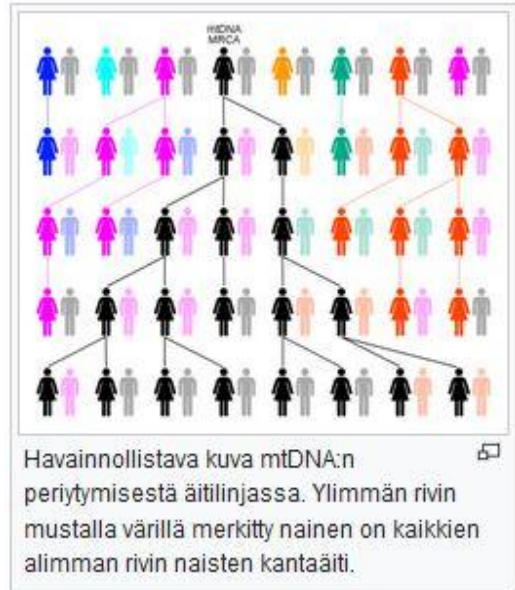 mtDNA
MRCA
Havainnollistava kuva mtDNA:n
periytymisestä äitilinjassa. Ylimmän rivin
mustalla värillä merkitty nainen on kaikkien
alimman rivin naisten kantaäiti.